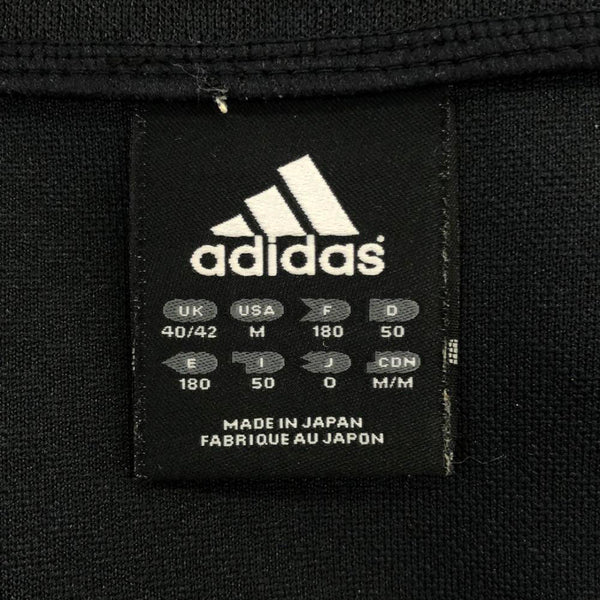 adidas
UK USA F D
40/42 M 180 50
E I J CDN
180 50 O M/M
MADE IN JAPAN
FABRIQUE AU JAPON